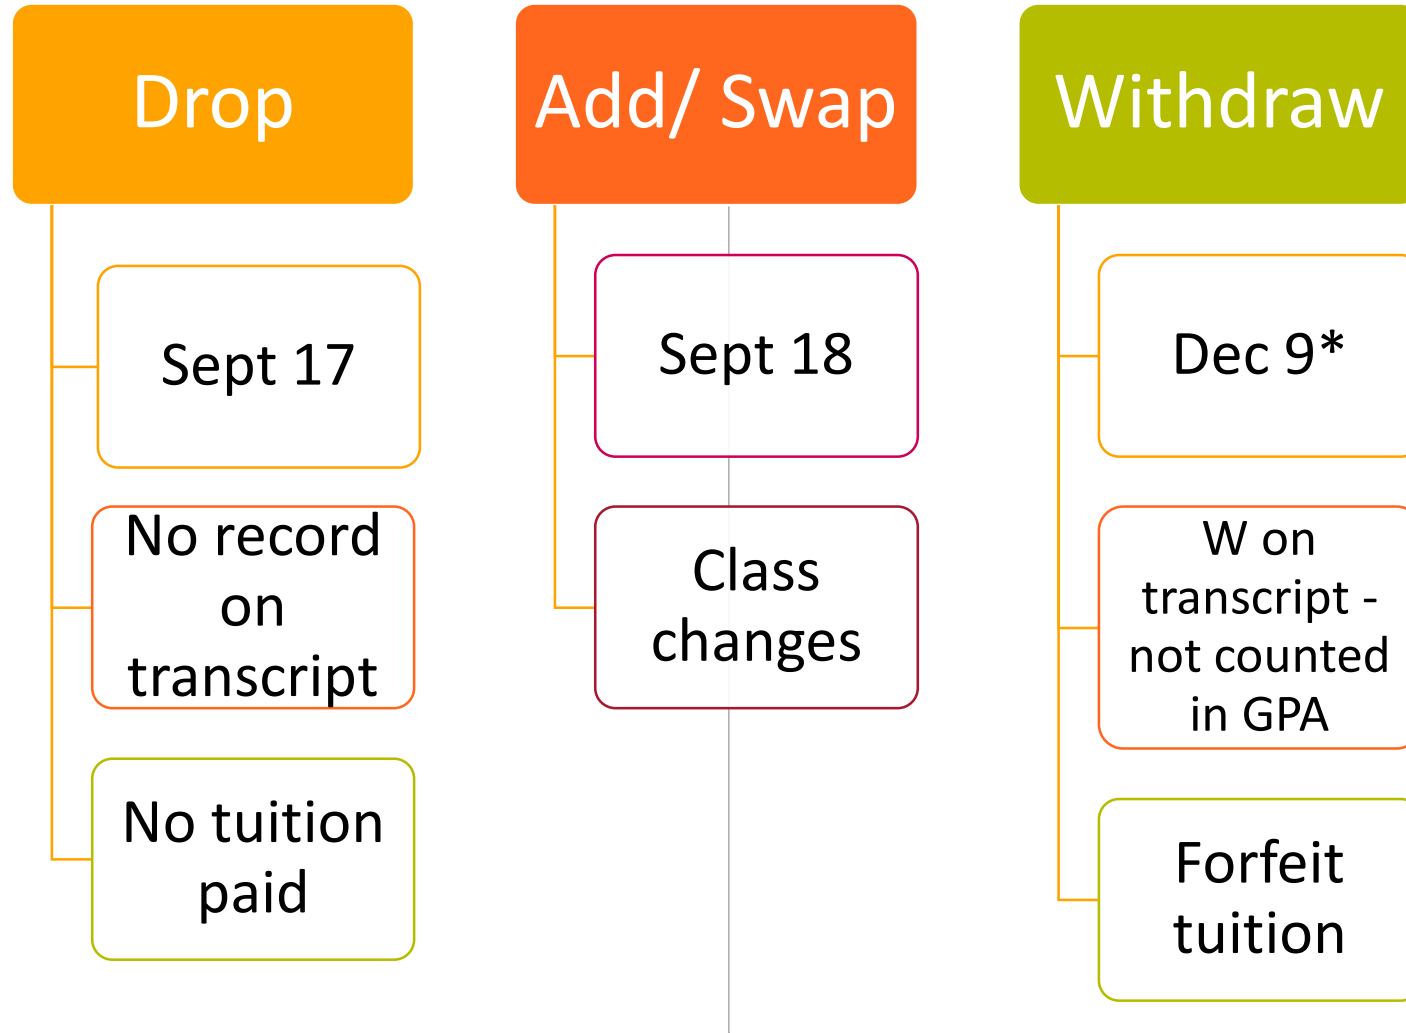 Drop
Sept 17
No record
on
transcript
No tuition
paid
Add/ Swap
Sept 18
Class
changes
Withdraw
Dec 9*
W on
transcript -
not counted
in GPA
Forfeit
tuition